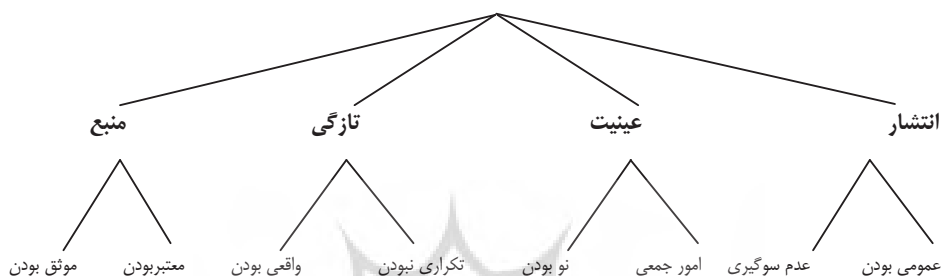 انتشار عینیت تازگی منبع
عمومی بودن عدم سوگیری امور جمعی نو بودن تکراری نبودن واقعی بودن معتبربودن موثق بودن